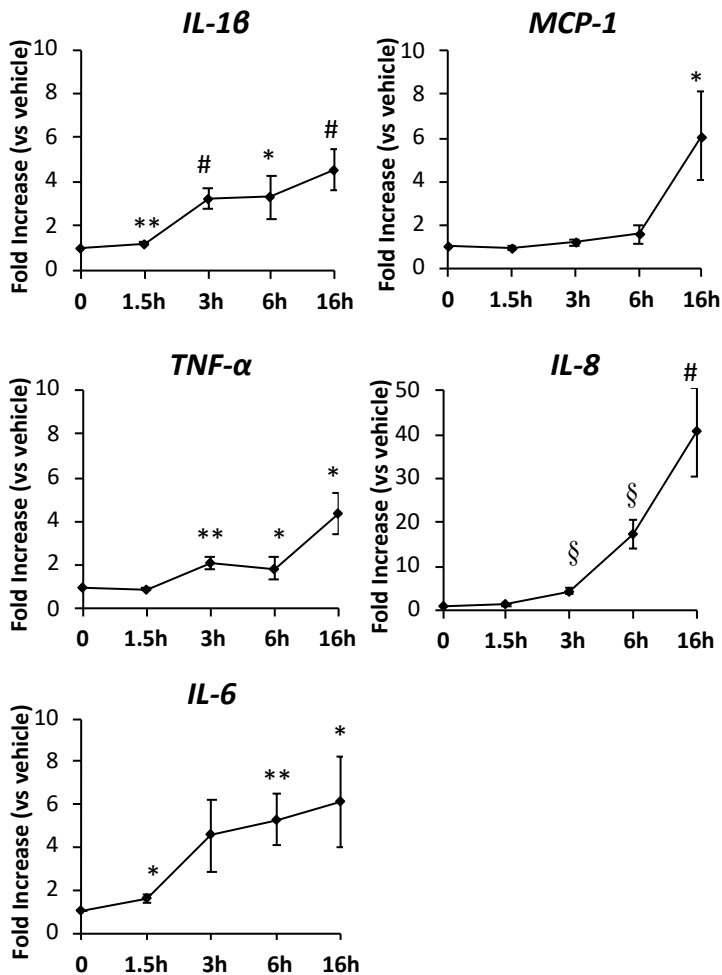 IL-1β
Fold Increase (vs vehicle)
10
8
6
4
2
0
**
#
*
#
0 1.5h 3h 6h 16h
MCP-1
Fold Increase (vs vehicle)
10
8
6
4
2
0
*
0 1.5h 3h 6h 16h
TNF-α
Fold Increase (vs vehicle)
10
8
6
4
2
0
**
*
*
0 1.5h 3h 6h 16h
IL-8
Fold Increase (vs vehicle)
50
40
30
20
10
0
§
§
#
0 1.5h 3h 6h 16h
IL-6
Fold Increase (vs vehicle)
10
8
6
4
2
0
*
**
*
0 1.5h 3h 6h 16h